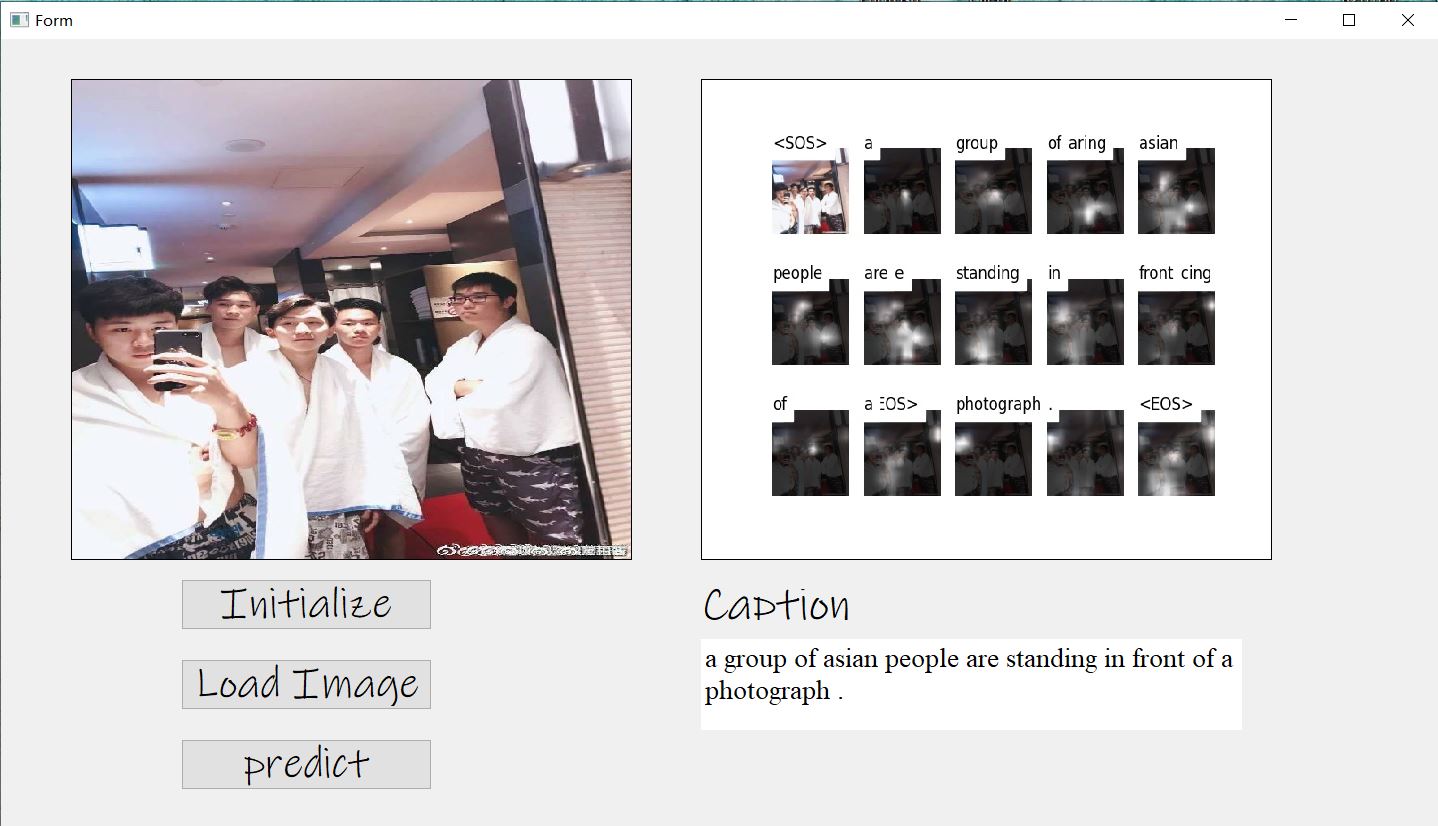 Form
<SOS> a group of aring asian
people are e standing in front cing
of a EOS> photograph . <EOS>
Initialize
Load Image
predict
Caption
a group of asian people are standing in front of a
photograph .